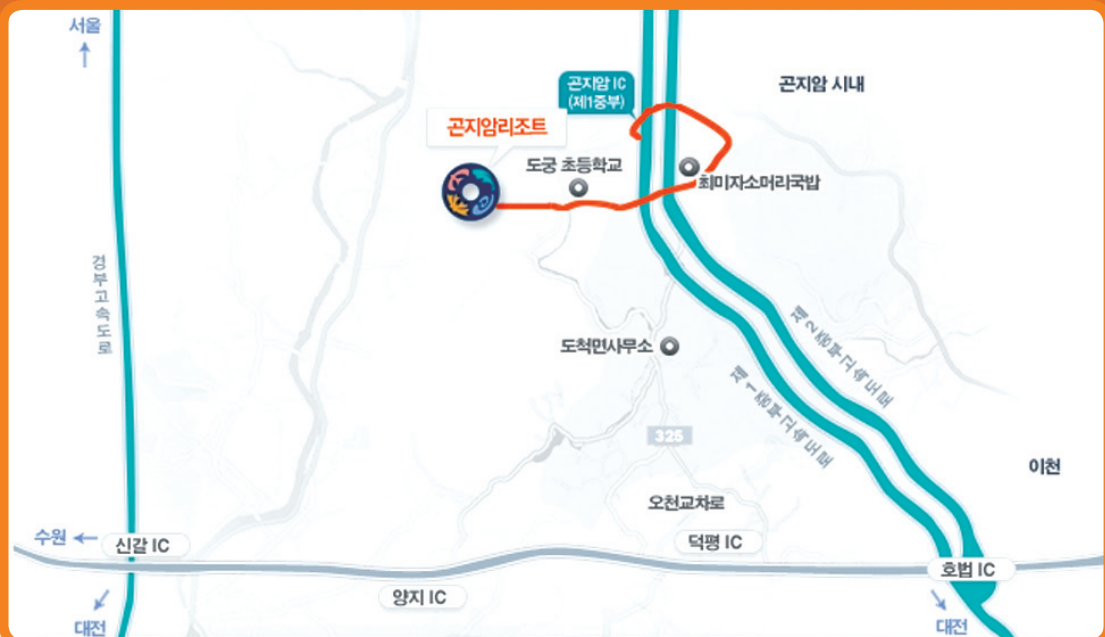 서울
곤지암 IC
(제1중부)
곤지암 시내
곤지암리조트
도궁 초등학교
최미자소머리국밥
경부고속도로
제2중부고속도로
도척면사무소
제1중부고속도로
325
이천
오천교차로
수원
신갈 IC
덕평 IC
호법 IC
양지 IC
대전
대전